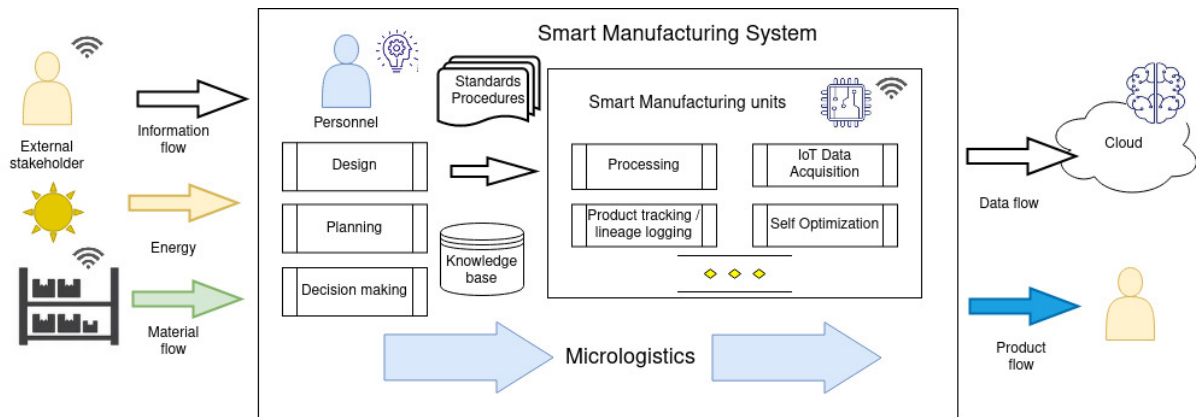 Smart Manufacturing System
External
stakeholder
Information
flow
Energy
Material
flow
Personnel
Design
Planning
Decision making
Standards
Procedures
Knowledge
base
Smart Manufacturing units
Processing
IoT Data
Acquisition
Product tracking /
lineage logging
Self Optimization
Micrologistics
Data flow
Cloud
Product
flow